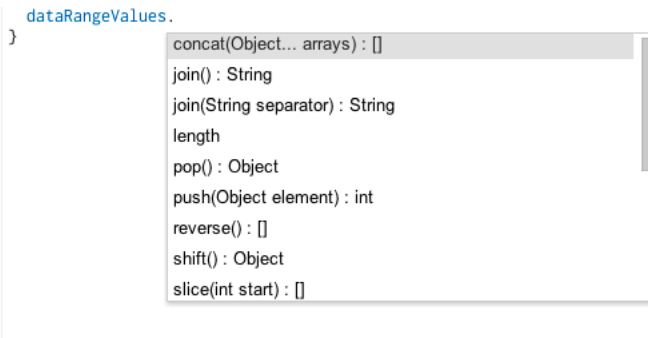 dataRangeValues.
}
concat(Object... arrays) : []
join() : String
join(String separator) : String
length
pop() : Object
push(Object element) : int
reverse() : []
shift() : Object
slice(int start) : []